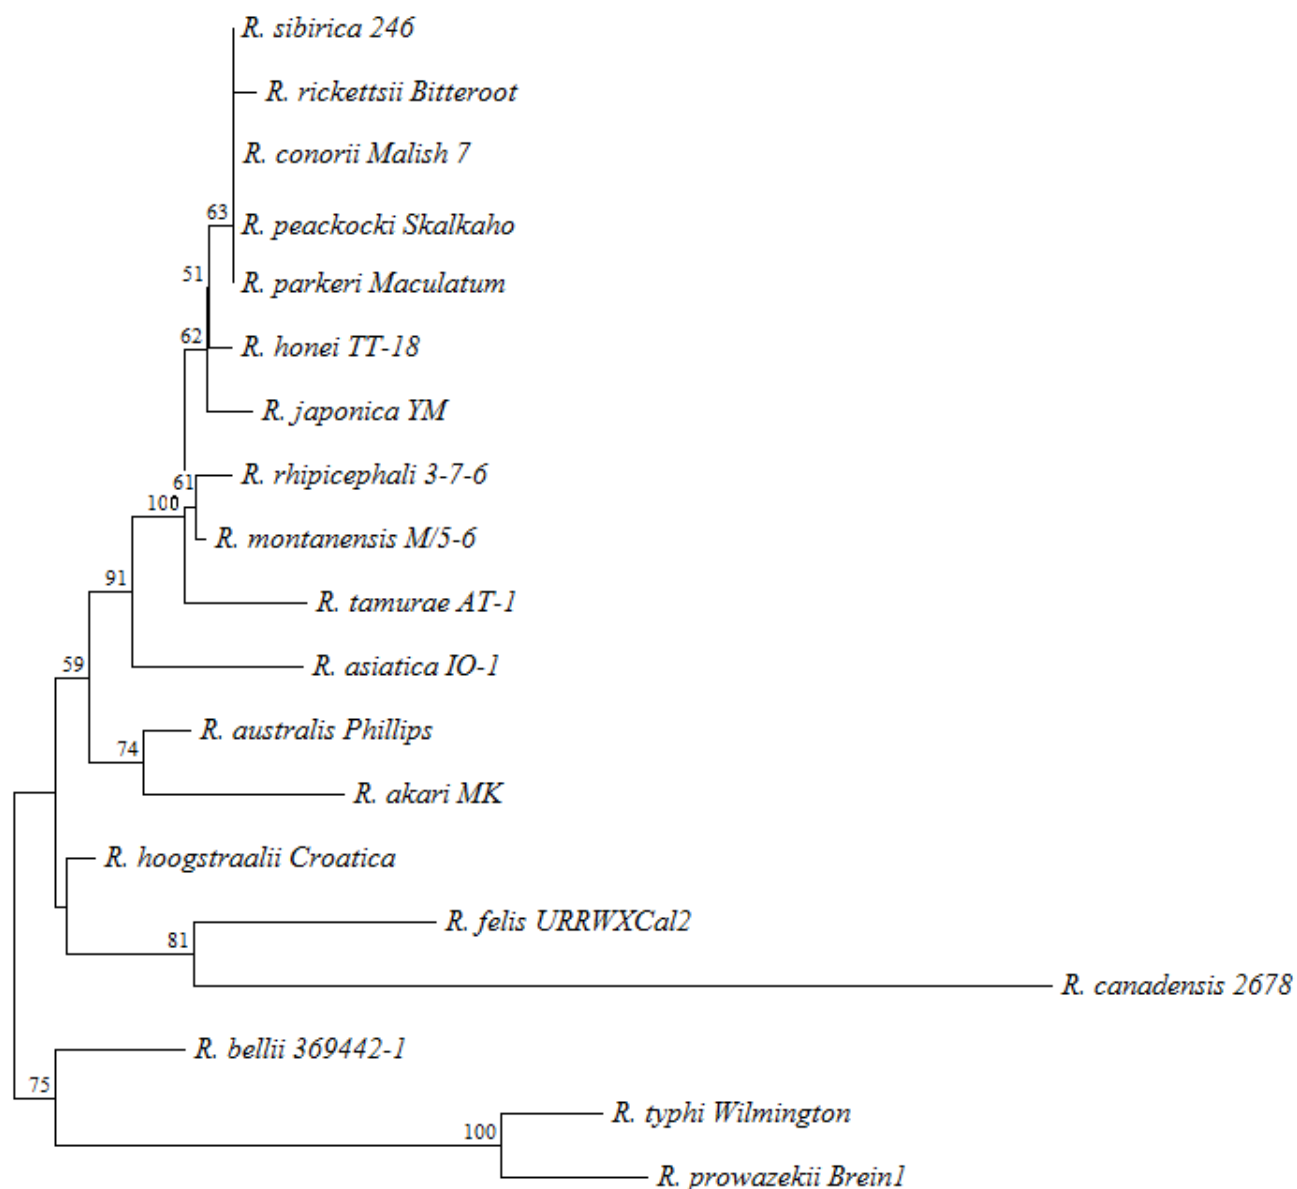 R. sibirica 246
R. rickettsii Bitteroot
R. conorii Malish 7
63
R. peackocki Skalkaho
51
R. parkeri Maculatum
62
R. honei TT-18
R. japonica YM
61
R. rhipicephali 3-7-6
100
R. montanensis M/5-6
91
R. tamurae AT-1
59
R. asiatica IO-1
R. australis Phillips
74
R. akari MK
R. hoogstraalii Croatica
R. felis URRWXCal2
81
R. canadensis 2678
R. bellii 369442-1
75
R. typhi Wilmington
100
R. prowazekii Brein1